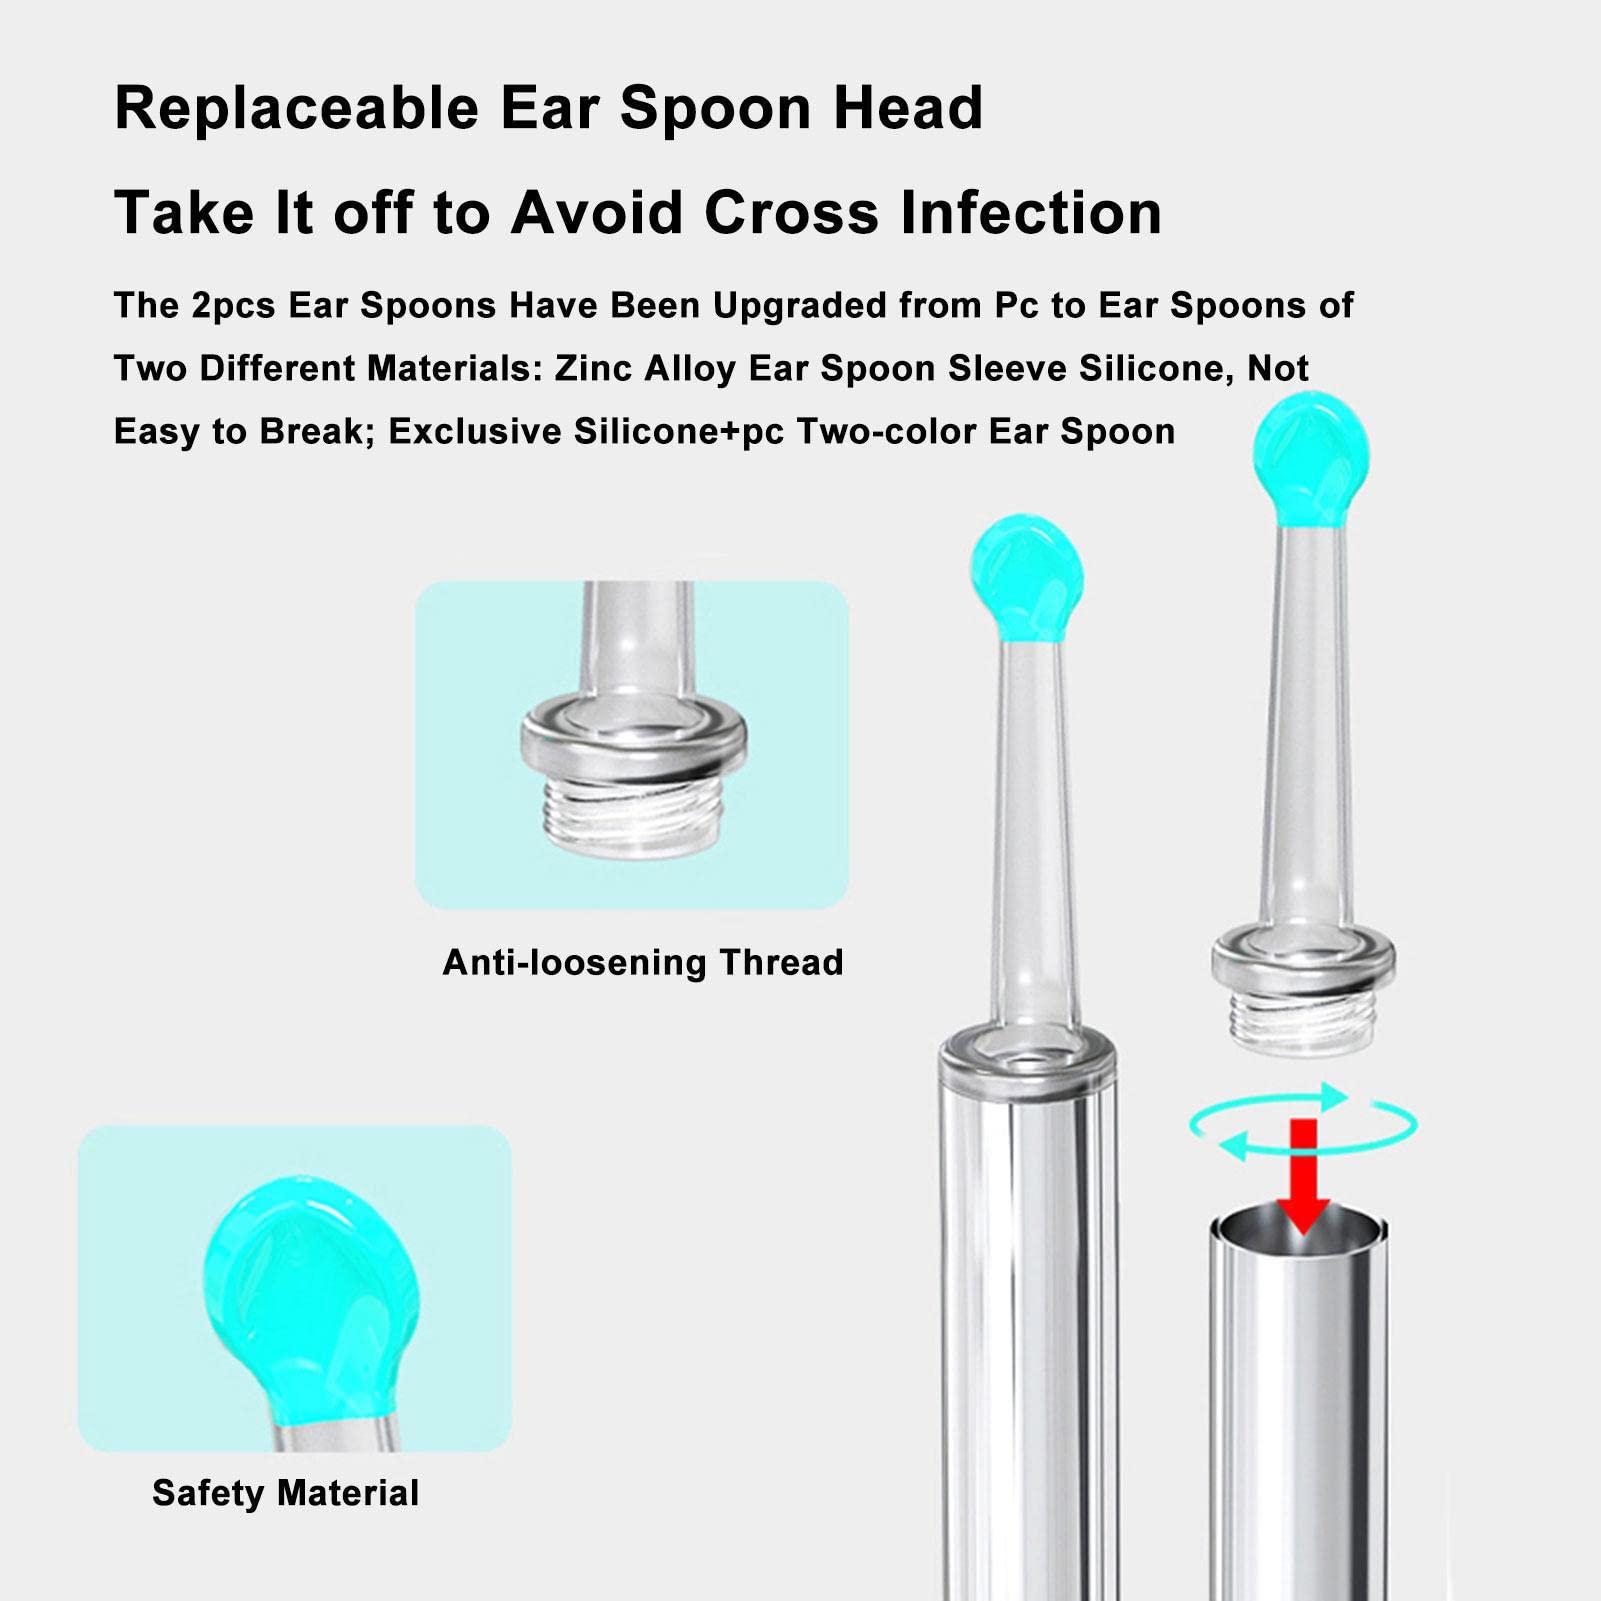 Replaceable Ear Spoon Head
Take It off to Avoid Cross Infection
The 2pcs Ear Spoons Have Been Upgraded from Pc to Ear Spoons of
Two Different Materials: Zinc Alloy Ear Spoon Sleeve Silicone, Not
Easy to Break; Exclusive Silicone+pc Two-color Ear Spoon
Anti-loosening Thread
Safety Material